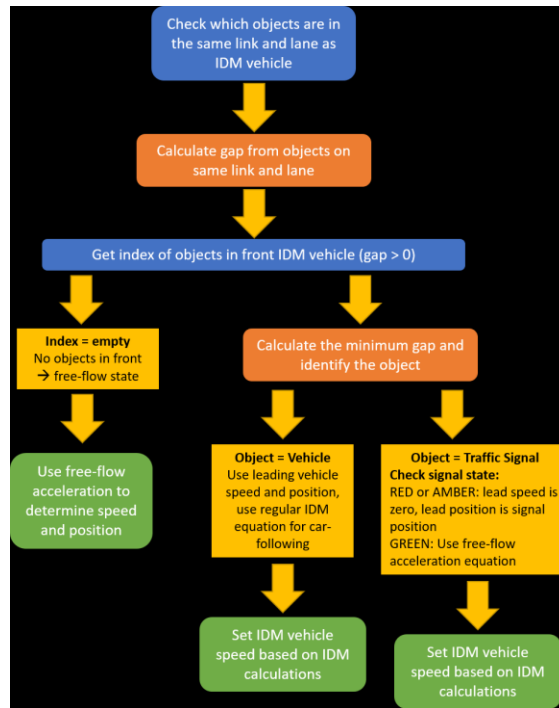 Check which objects are in
the same link and lane as
IDM vehicle
Calculate gap from objects on
same link and lane
Get index of objects in front IDM vehicle (gap > 0)
Index = empty
No objects in front
→ free-flow state
Calculate the minimum gap and
identify the object
Use free-flow
acceleration to
determine speed
and position
Object = Vehicle
Use leading vehicle
speed and position,
use regular IDM
equation for car-
following
Object = Traffic Signal
Check signal state:
RED or AMBER: lead speed is
zero, lead position is signal
position
GREEN: Use free-flow
acceleration equation
Set IDM vehicle
speed based on IDM
calculations
Set IDM vehicle
speed based on IDM
calculations